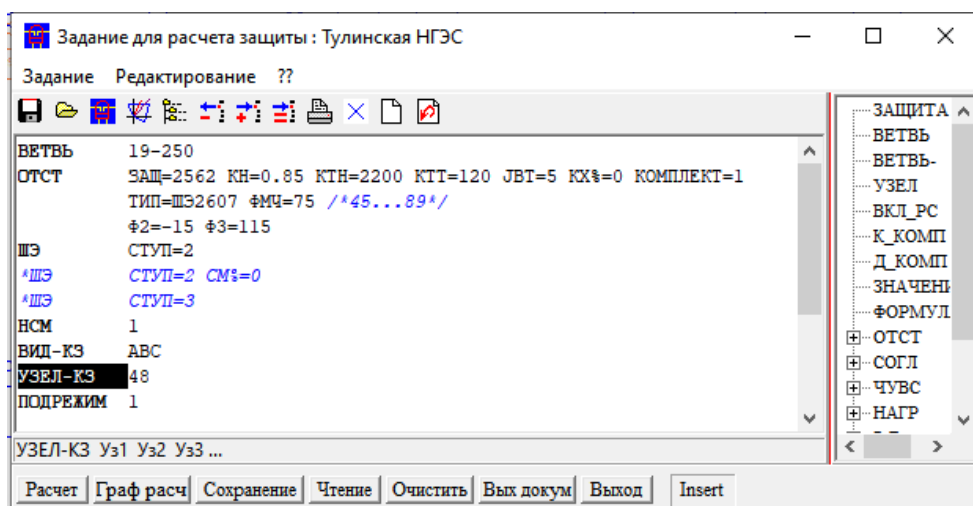 Задание для расчета защиты : Тулинская НГЭС
Задание Редактирование ??
ВЕТВЬ 19-250
ОТСТ ЗАЩ=2562 КН=0.85 КТН=2200 КТТ=120 JВТ=5 КХ%=0 КОМПЛЕКТ=1
ТИП=ШЭ2607 ФМЧ=75 /*45...89*/
Ф2=-15 Ф3=115
ШЭ СТУП=2
*ШЭ СТУП=2 СМ%=0
*ШЭ СТУП=3
НСМ 1
ВИД-КЗ АВС
УЗЕЛ-КЗ 48
ПОДРЕЖИМ 1
УЗЕЛ-КЗ Уз1 Уз2 Уз3 ...
Расчет Граф расч Сохранение Чтение Очистить Вых докум Выход Insert
ЗАЩИТА
ВЕТВЬ
ВЕТВЬ-
УЗЕЛ
ВКЛ_РС
К_КОМП
Д_КОМП
ЗНАЧЕН
ФОРМУЛ
ОТСТ
СОГЛ
ЧУВС
НАГР